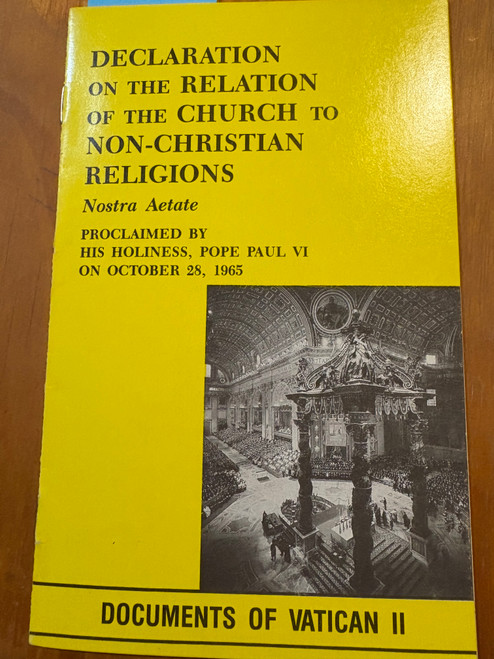 DECLARATION
ON THE RELATION
OF THE CHURCH TO
NON-CHRISTIAN
RELIGIONS
Nostra Aetate
PROCLAIMED BY
HIS HOLINESS, POPE PAUL VI
ON OCTOBER 28, 1965
DOCUMENTS OF VATICAN II